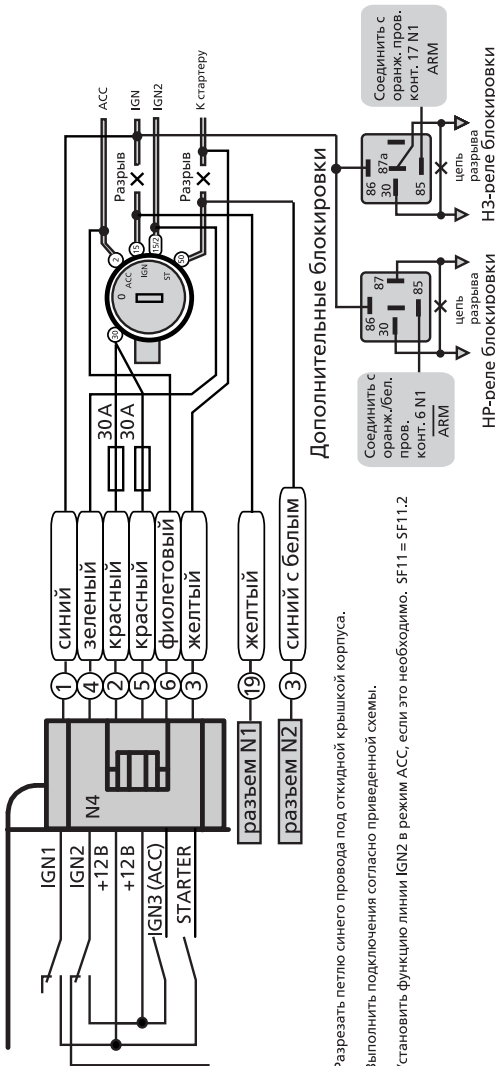 IGN1
IGN2
+12В
+12В
IGN3 (ACC)
STARTER
N4
1 синий
4 зеленый
2 красный
5 красный
6 фиолетовый
3 желтый
30 А
30 А
разъем N1 19 желтый
разъем N2 3 синий с белым
ACC
IGN
IGN2
К стартеру
Разрыв
Разрыв
0
ACC
IGN
ST
30
2
15
15/2
50
Дополнительные блокировки
Соединить с
оранж./бел.
пров.
конт. 6 N1
ARM
86
30
87
85
цепь
разрыва
НР-реле блокировки
Соединить с
оранж. пров.
конт. 17 N1
ARM
86
30
87а
85
цепь
разрыва
НЗ-реле блокировки
Разрезать петлю синего провода под откидной крышкой корпуса.
Выполнить подключения согласно приведенной схемы.
Установить функцию линии IGN2 в режим ACC, если это необходимо. SF11= SF11.2